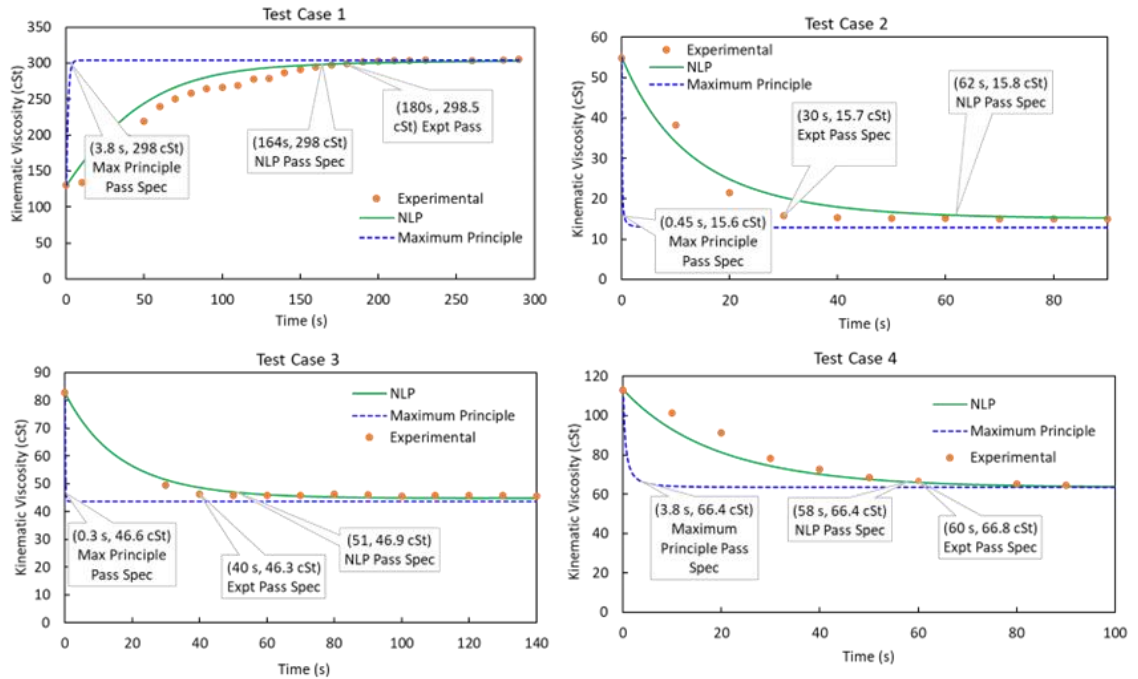 Test Case 1
Kinematic Viscosity (cSt)
350
300
250
200
150
100
50
0
(3.8 s, 298 cSt)
Max Principle
Pass Spec
(164s, 298 cSt)
NLP Pass Spec
(180s, 298.5
cSt) Expt Pass
Experimental
NLP
Maximum Principle
0 50 100 150 200 250 300
Time (s)
Test Case 2
Kinematic Viscosity (cSt)
60
50
40
30
20
10
0
Experimental
NLP
Maximum Principle
(30 s, 15.7 cSt)
Expt Pass Spec
(62 s, 15.8 cSt)
NLP Pass Spec
(0.45 s, 15.6 cSt)
Max Principle
Pass Spec
0 20 40 60 80
Time (s)
Test Case 3
Kinematic Viscosity (cSt)
90
80
70
60
50
40
30
20
10
0
NLP
Maximum Principle
Experimental
(0.3 s, 46.6 cSt)
Max Principle
Pass Spec
(40 s, 46.3 cSt)
Expt Pass Spec
(51, 46.9 cSt)
NLP Pass Spec
0 20 40 60 80 100 120 140
Time (s)
Test Case 4
Kinematic Viscosity (cSt)
120
100
80
60
40
20
0
NLP
Maximum Principle
Experimental
(3.8 s, 66.4 cSt)
Maximum
Principle Pass
Spec
(58 s, 66.4 cSt)
NLP Pass Spec
(60 s, 66.8 cSt)
Expt Pass Spec
0 20 40 60 80 100
Time (s)